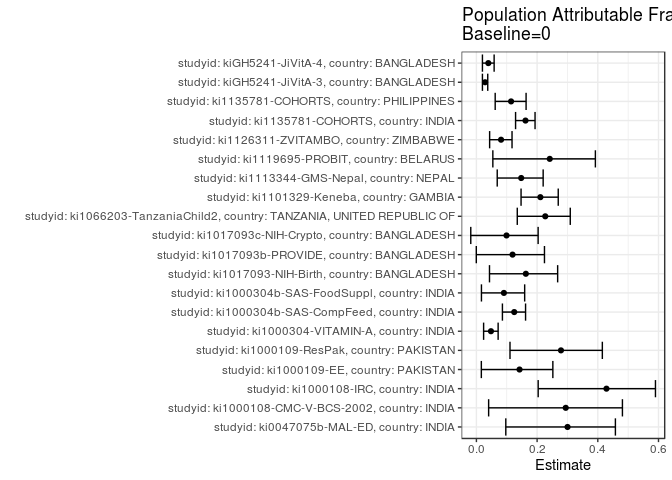 Population Attributable Fra
Baseline=0
studyid: kiGH5241-JiVitA-4, country: BANGLADESH
studyid: kiGH5241-JiVitA-3, country: BANGLADESH
studyid: ki1135781-COHORTS, country: PHILIPPINES
studyid: ki1135781-COHORTS, country: INDIA
studyid: ki1126311-ZVITAMBO, country: ZIMBABWE
studyid: ki1119695-PROBIT, country: BELARUS
studyid: ki1113344-GMS-Nepal, country: NEPAL
studyid: ki1101329-Keneba, country: GAMBIA
studyid: ki1066203-TanzaniaChild2, country: TANZANIA, UNITED REPUBLIC OF
studyid: ki1017093c-NIH-Crypto, country: BANGLADESH
studyid: ki1017093b-PROVIDE, country: BANGLADESH
studyid: ki1017093-NIH-Birth, country: BANGLADESH
studyid: ki1000304b-SAS-FoodSuppl, country: INDIA
studyid: ki1000304b-SAS-CompFeed, country: INDIA
studyid: ki1000304-VITAMIN-A, country: INDIA
studyid: ki1000109-ResPak, country: PAKISTAN
studyid: ki1000109-EE, country: PAKISTAN
studyid: ki1000108-IRC, country: INDIA
studyid: ki1000108-CMC-V-BCS-2002, country: INDIA
studyid: ki0047075b-MAL-ED, country: INDIA
0.0 0.2 0.4 0.6
Estimate